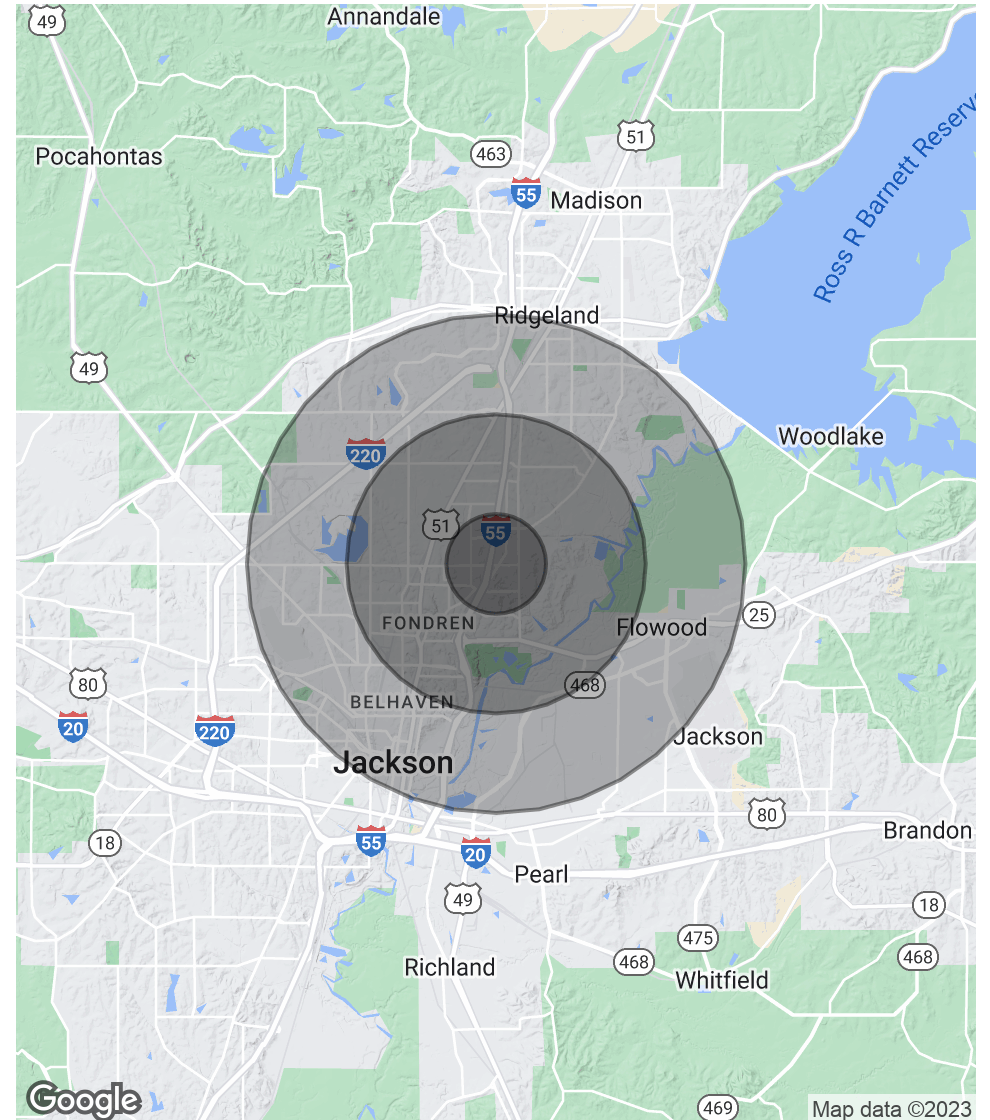 49
Annandale
51
463
Pocahontas
55
Madison
Ross R Barnett Reserv
Ridgeland
49
Woodlake
220
51
55
25
FONDREN
Flowood
80
468
BELHAVEN
20
220
Jackson
Jackson
80
18
55
20
Brandon
Pearl
49
18
475
468
468
Richland
Whitfield
Google
469
Map data ©2023